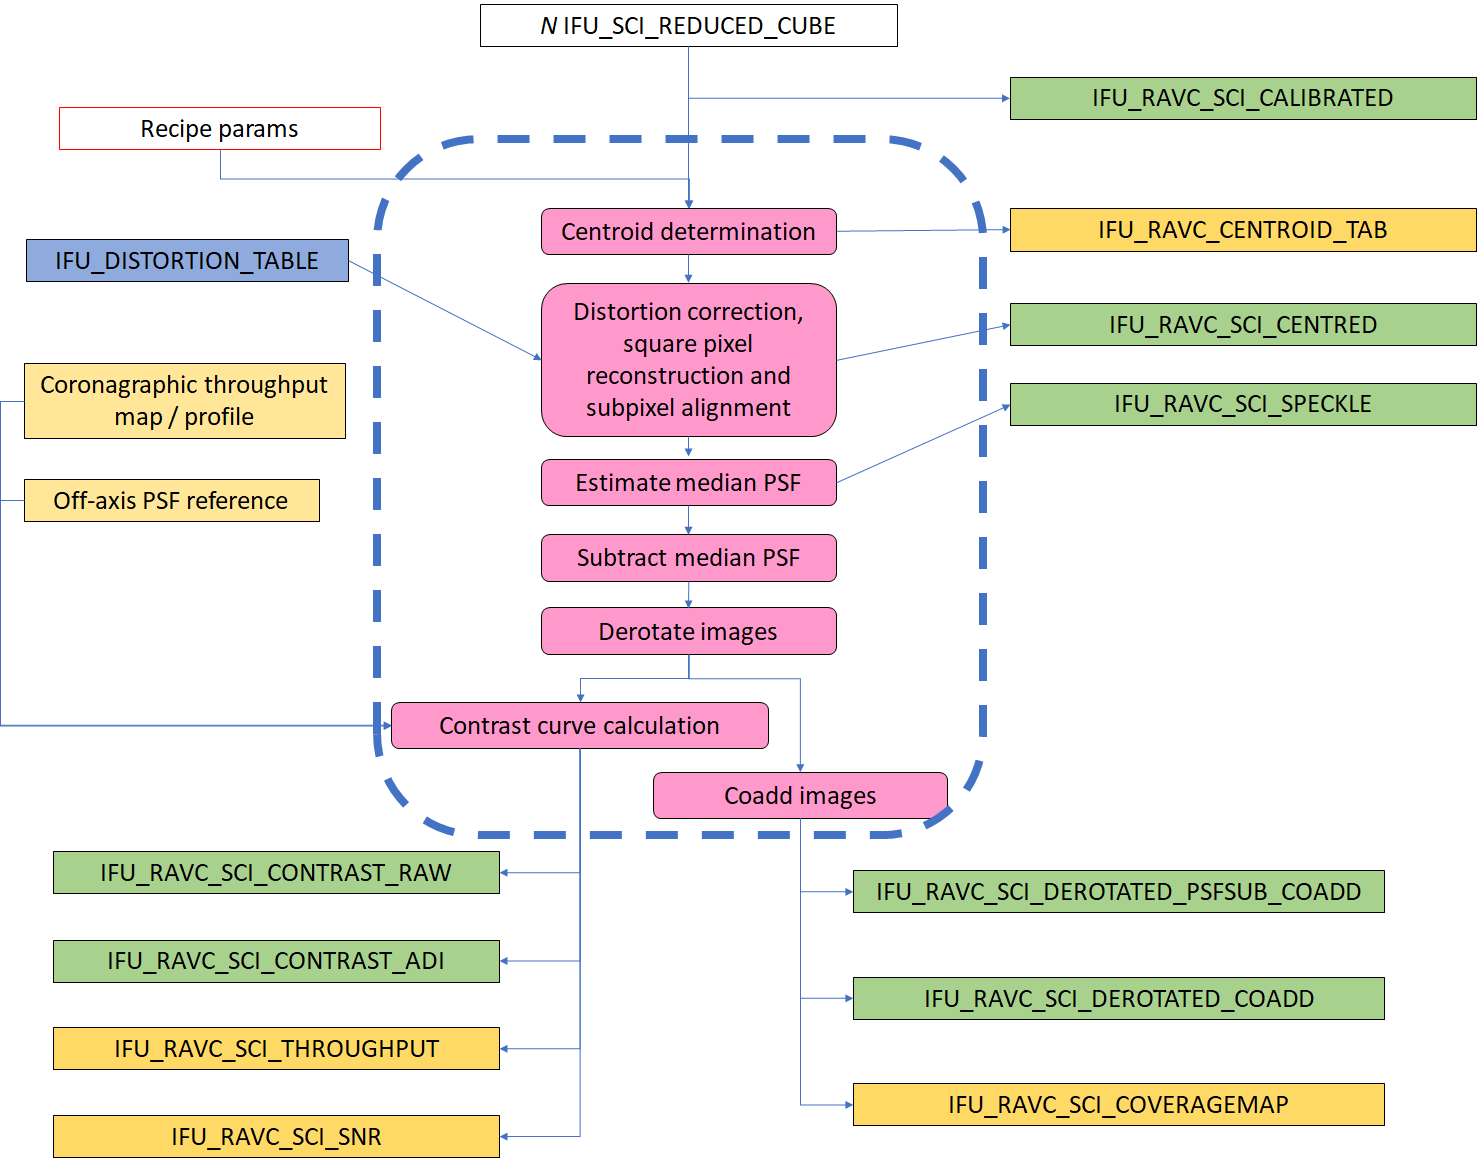 N IFU_SCI_REDUCED_CUBE
IFU_RAVC_SCI_CALIBRATED
Recipe params
Centroid determination
IFU_RAVC_CENTROID_TAB
IFU_DISTORTION_TABLE
Distortion correction,
square pixel
reconstruction and
subpixel alignment
IFU_RAVC_SCI_CENTRED
Coronagraphic throughput
map / profile
IFU_RAVC_SCI_SPECKLE
Estimate median PSF
Off-axis PSF reference
Subtract median PSF
Derotate images
Contrast curve calculation
Coadd images
IFU_RAVC_SCI_CONTRAST_RAW
IFU_RAVC_SCI_DEROTATED_PSFSUB_COADD
IFU_RAVC_SCI_CONTRAST_ADI
IFU_RAVC_SCI_DEROTATED_COADD
IFU_RAVC_SCI_THROUGHPUT
IFU_RAVC_SCI_COVERAGEMAP
IFU_RAVC_SCI_SNR